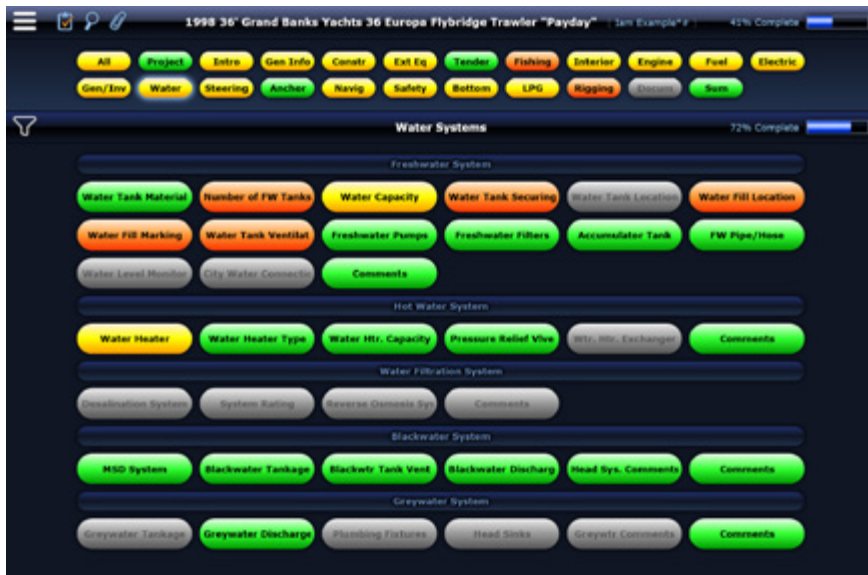 1998 36' Grand Banks Yachts 36 Europa Flybridge Trawler "Payday" 41% Complete
All Project Intro Gen Info Constr Ext Eq Tender Fishing Interior Engine Fuel Electric
Gen/Inv Water Steering Anchor Navig Safety Bottom LPG Rigging Docum Sum
Water Systems 72% Complete
Freshwater System
Water Tank Material Number of FW Tanks Water Capacity Water Tank Securing Water Tank Location Water Fill Location
Water Fill Marking Water Tank Ventilat Freshwater Pumps Freshwater Filters Accumulator Tank FW Pipe/Hose
Water Level Monitor City Water Connectio Comments
Hot Water System
Water Heater Water Heater Type Water Htr. Capacity Pressure Relief Vlve Wtr. Htr. Exchanger Comments
Water Filtration System
Desalination System System Rating Reverse Osmosis Sys Comments
Blackwater System
MSD System Blackwater Tankage Blackwtr Tank Vent Blackwater Discharg Head Sys. Comments Comments
Greywater System
Greywater Tankage Greywater Discharge Plumbing Fixtures Head Sinks Greywtr Comments Comments